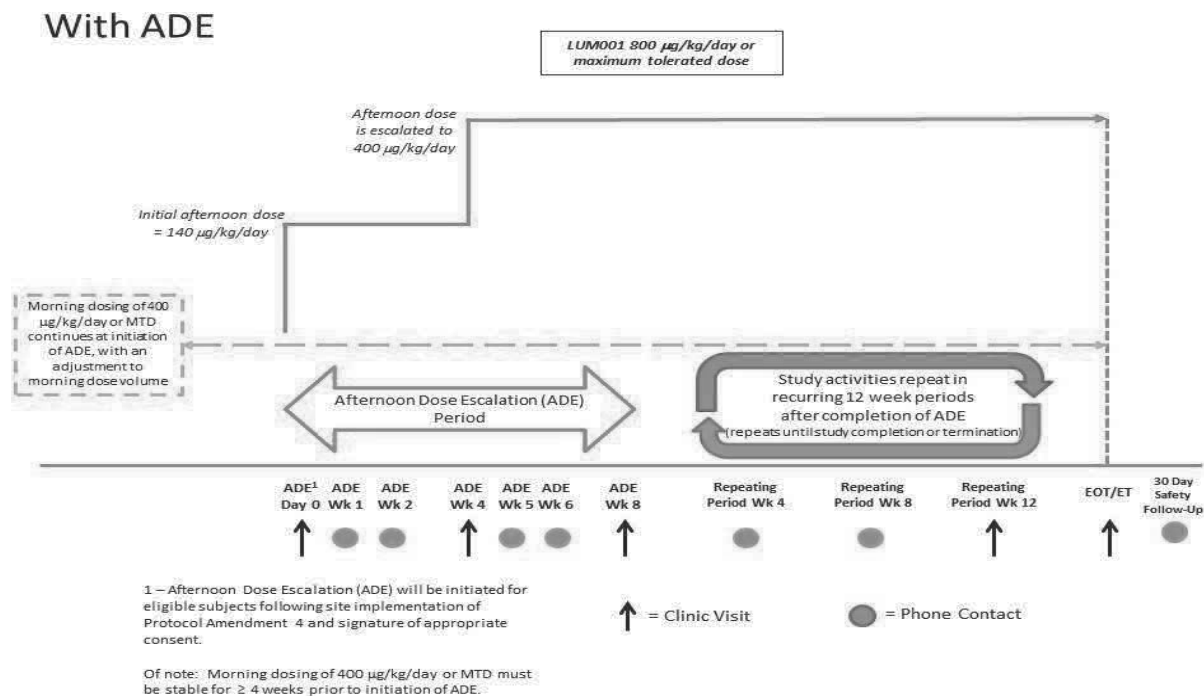 With ADE
LUM001 800 µg/kg/day or
maximum tolerated dose
Afternoon dose
is escalated to
400 µg/kg/day
Initial afternoon dose
= 140 µg/kg/day
Morning dosing of 400
µg/kg/day or MTD
continues at initiation
of ADE, with an
adjustment to
morning dose volume
Afternoon Dose Escalation (ADE)
Period
Study activities repeat in
recurring 12 week periods
after completion of ADE
(repeats until study completion or termination)
ADE¹
Day 0
ADE
Wk 1
ADE
Wk 2
ADE
Wk 4
ADE
Wk 5
ADE
Wk 6
ADE
Wk 8
Repeating
Period Wk 4
Repeating
Period Wk 8
Repeating
Period Wk 12
EOT/ET
30 Day
Safety
Follow-Up
1 – Afternoon Dose Escalation (ADE) will be initiated for
eligible subjects following site implementation of
Protocol Amendment 4 and signature of appropriate
consent.
= Clinic Visit
= Phone Contact
Of note: Morning dosing of 400 µg/kg/day or MTD must
be stable for ≥ 4 weeks prior to initiation of ADE.